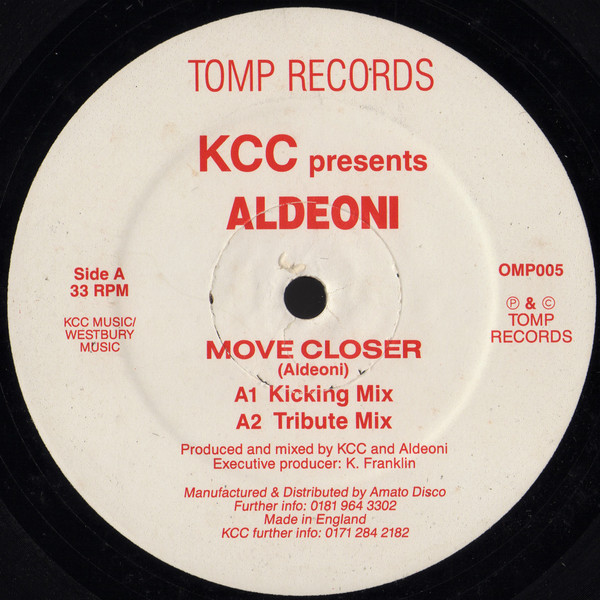 TOMP RECORDS
KCC presents
ALDEONI
Side A
33 RPM
KCC MUSIC/
WESTBURY
MUSIC
OMP005
℗ & ©
TOMP
RECORDS
MOVE CLOSER
(Aldeoni)
A1 Kicking Mix
A2 Tribute Mix
Produced and mixed by KCC and Aldeoni
Executive producer: K. Franklin
Manufactured & Distributed by Amato Disco
Further info: 0181 964 3302
Made in England
KCC further info: 0171 284 2182